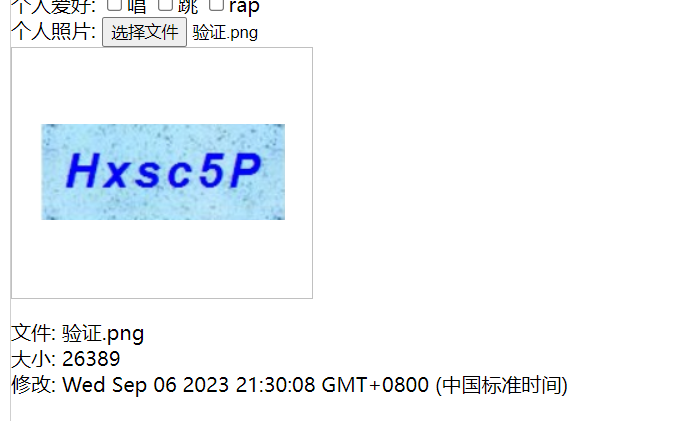 个人爱好: 唱 跳 rap
个人照片: 选择文件 验证.png
Hxsc5P
文件: 验证.png
大小: 26389
修改: Wed Sep 06 2023 21:30:08 GMT+0800 (中国标准时间)